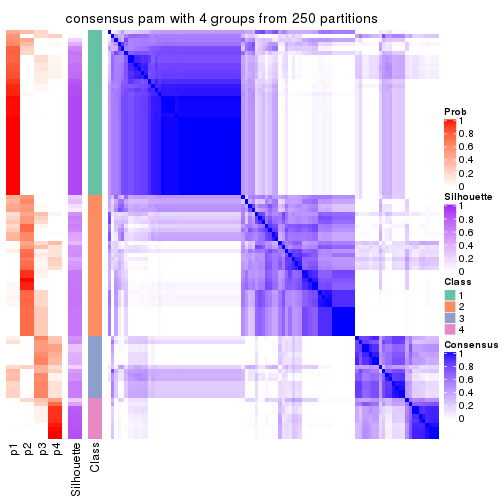 consensus pam with 4 groups from 250 partitions
Prob
1
0.8
0.6
0.4
0.2
0
Silhouette
1
0.8
0.6
0.4
0.2
0
Class
1
2
3
4
Consensus
1
0.8
0.6
0.4
0.2
0
p1
p2
p3
p4
Silhouette
Class